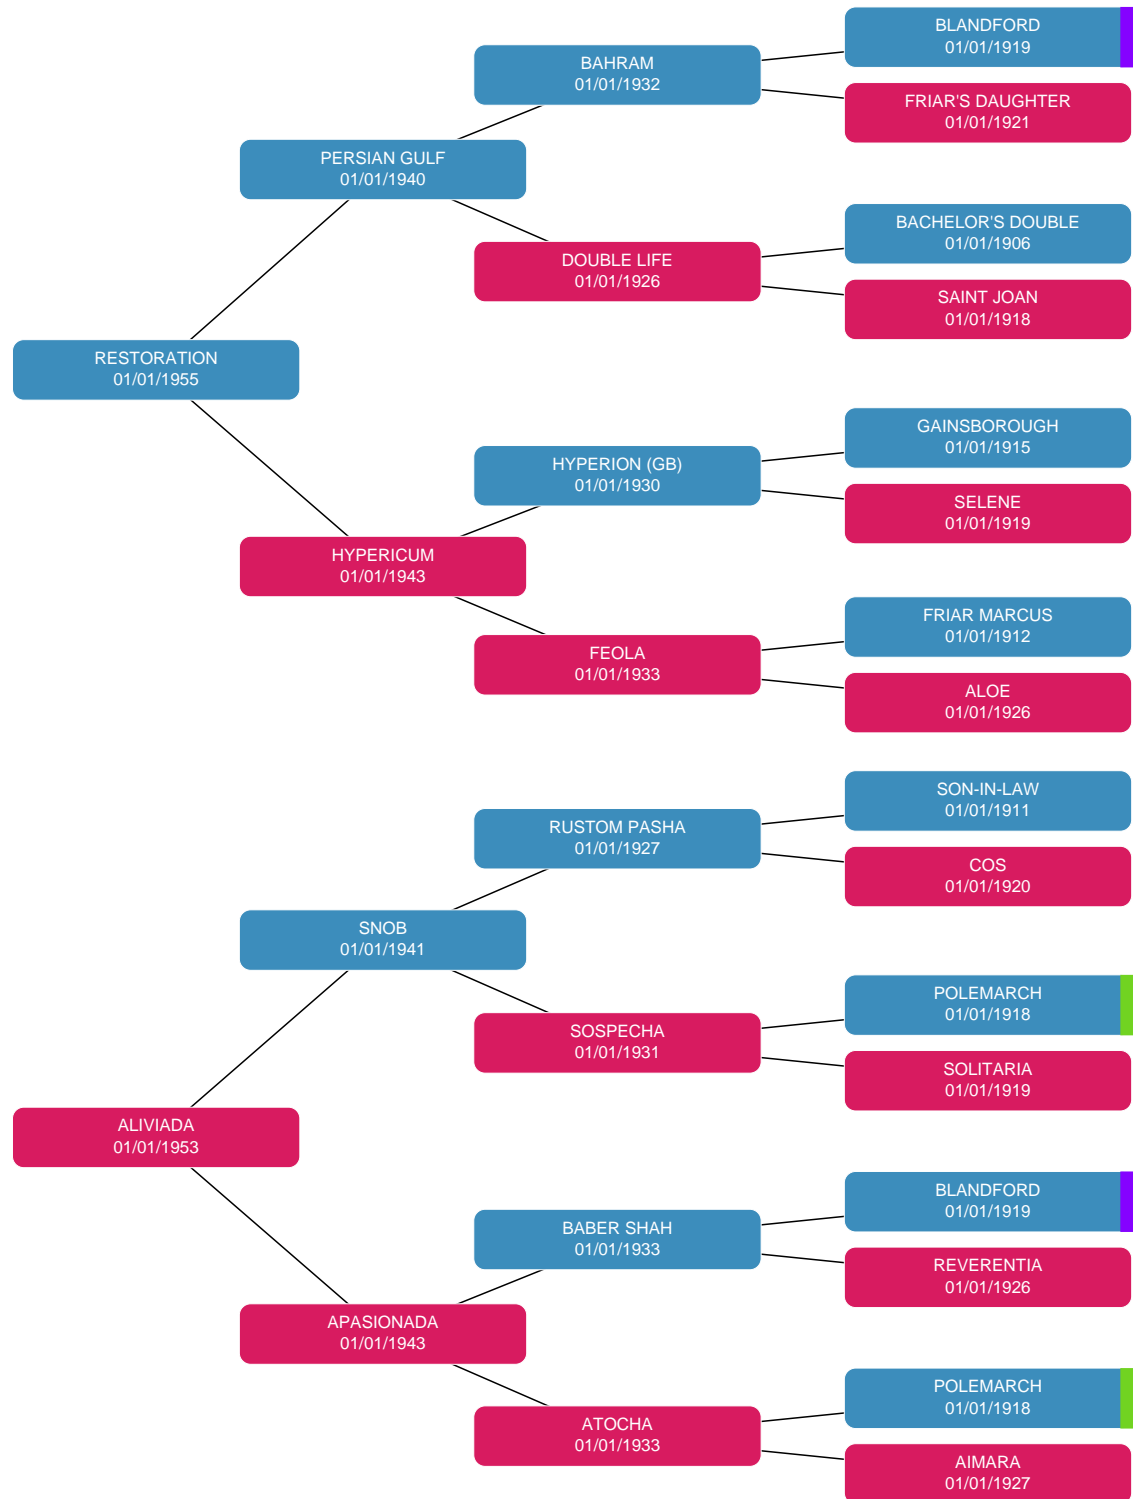 BLANDFORD
01/01/1919
BAHRAM
01/01/1932
FRIAR'S DAUGHTER
01/01/1921
PERSIAN GULF
01/01/1940
BACHELOR'S DOUBLE
01/01/1906
DOUBLE LIFE
01/01/1926
SAINT JOAN
01/01/1918
RESTORATION
01/01/1955
GAINSBOROUGH
01/01/1915
HYPERION (GB)
01/01/1930
SELENE
01/01/1919
HYPERICUM
01/01/1943
FRIAR MARCUS
01/01/1912
FEOLA
01/01/1933
ALOE
01/01/1926
SON-IN-LAW
01/01/1911
RUSTOM PASHA
01/01/1927
COS
01/01/1920
SNOB
01/01/1941
POLEMARCH
01/01/1918
SOSPECHA
01/01/1931
SOLITARIA
01/01/1919
ALIVIADA
01/01/1953
BLANDFORD
01/01/1919
BABER SHAH
01/01/1933
REVERENTIA
01/01/1926
APASIONADA
01/01/1943
POLEMARCH
01/01/1918
ATOCHA
01/01/1933
AIMARA
01/01/1927